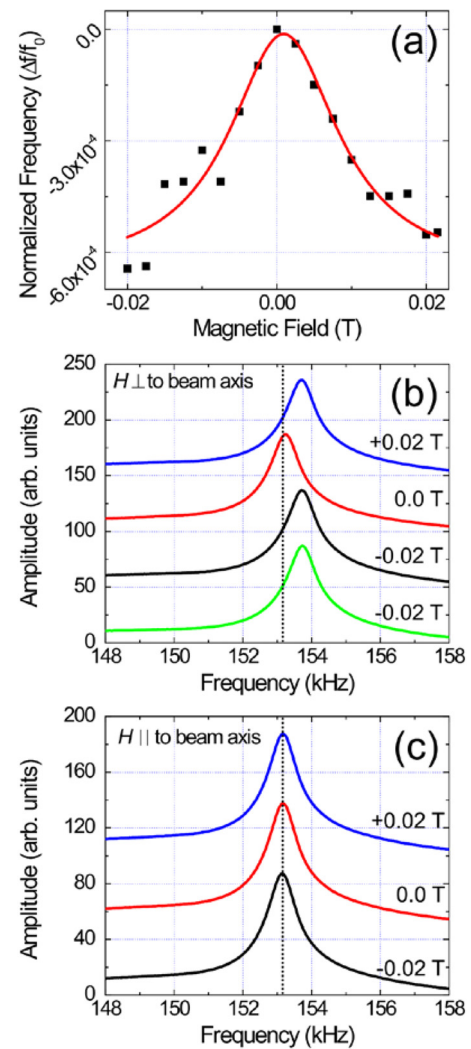 (a)
Normalized Frequency (Δf/f₀)
0.0
-3.0x10⁻⁴
-6.0x10⁻⁴
-0.02 0.00 0.02
Magnetic Field (T)
(b)
H ⊥ to beam axis
Amplitude (arb. units)
250
200
150
100
50
0
+0.02 T
0.0 T
-0.02 T
-0.02 T
148 150 152 154 156 158
Frequency (kHz)
(c)
H || to beam axis
Amplitude (arb. units)
200
160
120
80
40
0
+0.02 T
0.0 T
-0.02 T
148 150 152 154 156 158
Frequency (kHz)